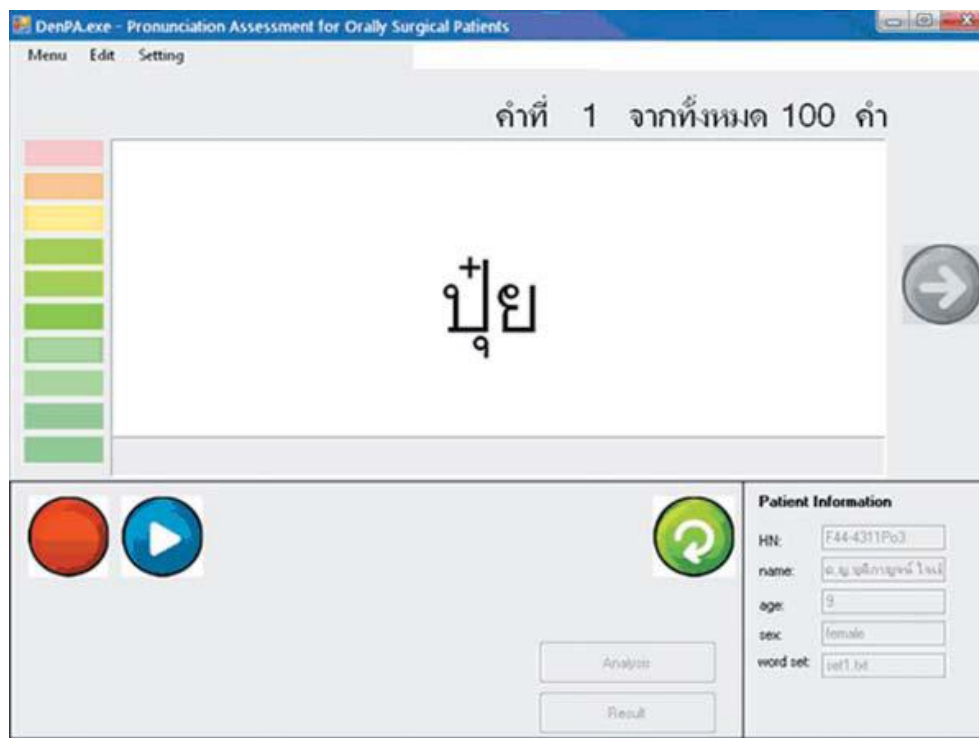 DenPA.exe - Pronunciation Assessment for Orally Surgical Patients
Menu Edit Setting
คำที่ 1 จากทั้งหมด 100 คำ
ปุ๋ย
Patient Information
HN: F44-4311Po3
name: ด.ญ.
age: 9
sex: female
word set: set1.txt
Analysis
Result